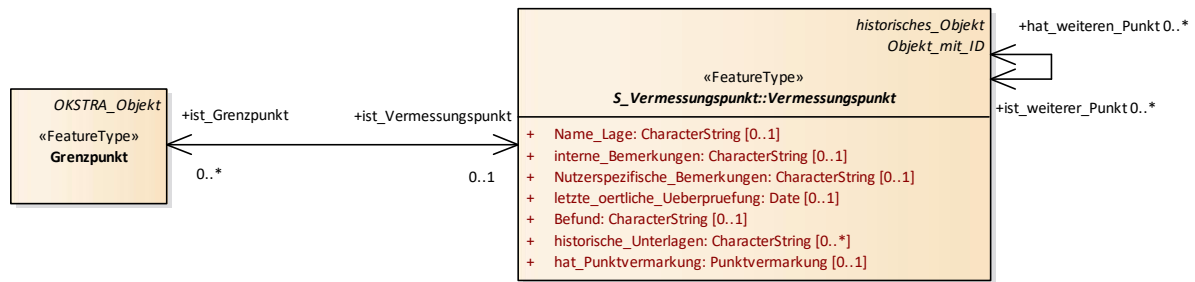 OKSTRA_Objekt
«FeatureType»
Grenzpunkt
+ist_Grenzpunkt
0..*
+ist_Vermessungspunkt
0..1
historisches_Objekt
Objekt_mit_ID
«FeatureType»
S_Vermessungspunkt::Vermessungspunkt
+ Name_Lage: CharacterString [0..1]
+ interne_Bemerkungen: CharacterString [0..1]
+ Nutzerspezifische_Bemerkungen: CharacterString [0..1]
+ letzte_oertliche_Ueberpruefung: Date [0..1]
+ Befund: CharacterString [0..1]
+ historische_Unterlagen: CharacterString [0..*]
+ hat_Punktvermarkung: Punktvermarkung [0..1]
+hat_weiteren_Punkt 0..*
+ist_weiterer_Punkt 0..*